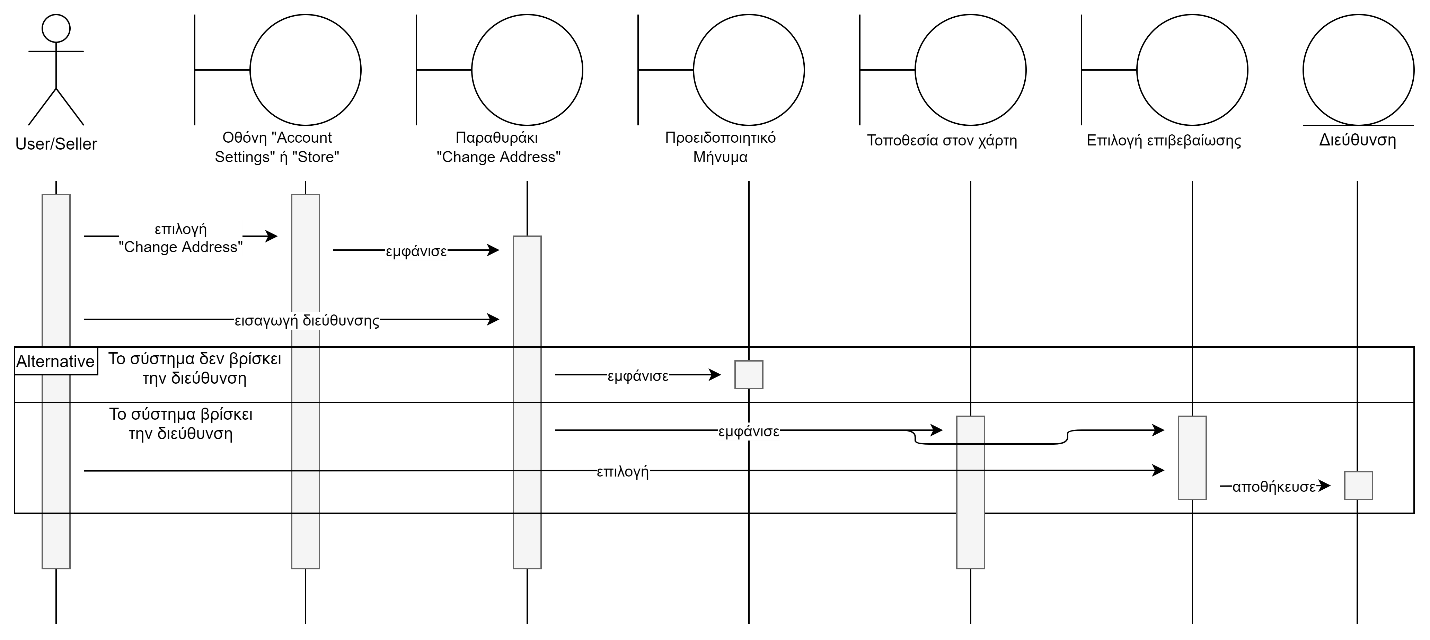 User/Seller
Οθόνη "Account
Settings" ή "Store"
Παραθυράκι
"Change Address"
Προειδοποιητικό
Μήνυμα
Τοποθεσία στον χάρτη
Επιλογή επιβεβαίωσης
Διεύθυνση
επιλογή
"Change Address"
εμφάνισε
εισαγωγή διεύθυνσης
Alternative
Το σύστημα δεν βρίσκει
την διεύθυνση
εμφάνισε
Το σύστημα βρίσκει
την διεύθυνση
εμφάνισε
επιλογή
αποθήκευσε